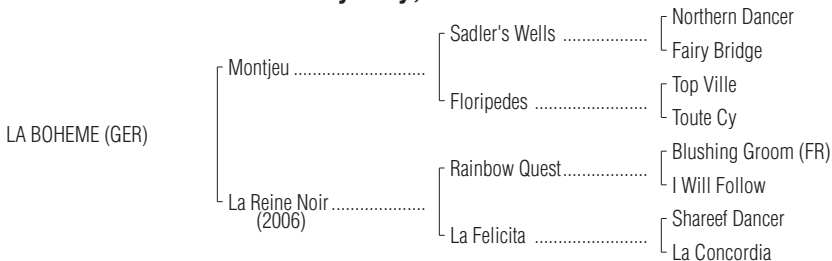 Northern Dancer
Sadler's Wells ..................
Fairy Bridge
Montjeu ............................
Top Ville
Floripedes ........................
Toute Cy
LA BOHEME (GER)
Blushing Groom (FR)
Rainbow Quest..................
I Will Follow
La Reine Noir....................
(2006)
Shareef Dancer
La Felicita ........................
La Concordia